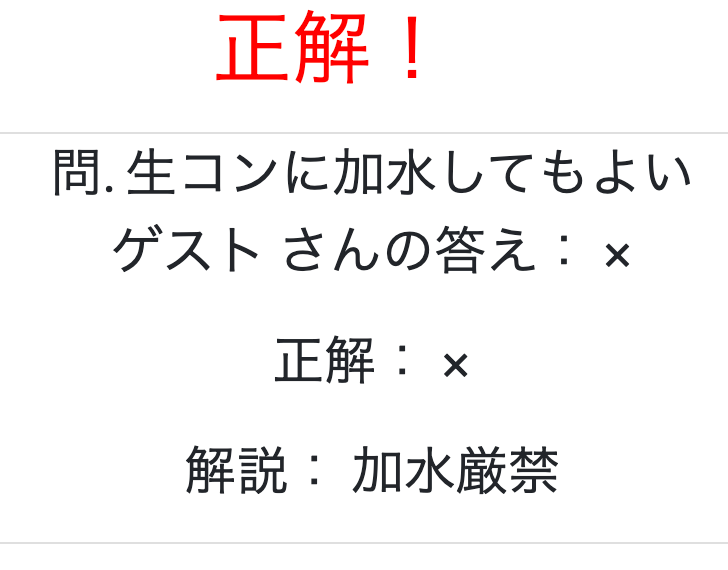 正解！
問. 生コンに加水してもよい
ゲスト さんの答え： ×
正解： ×
解説： 加水厳禁